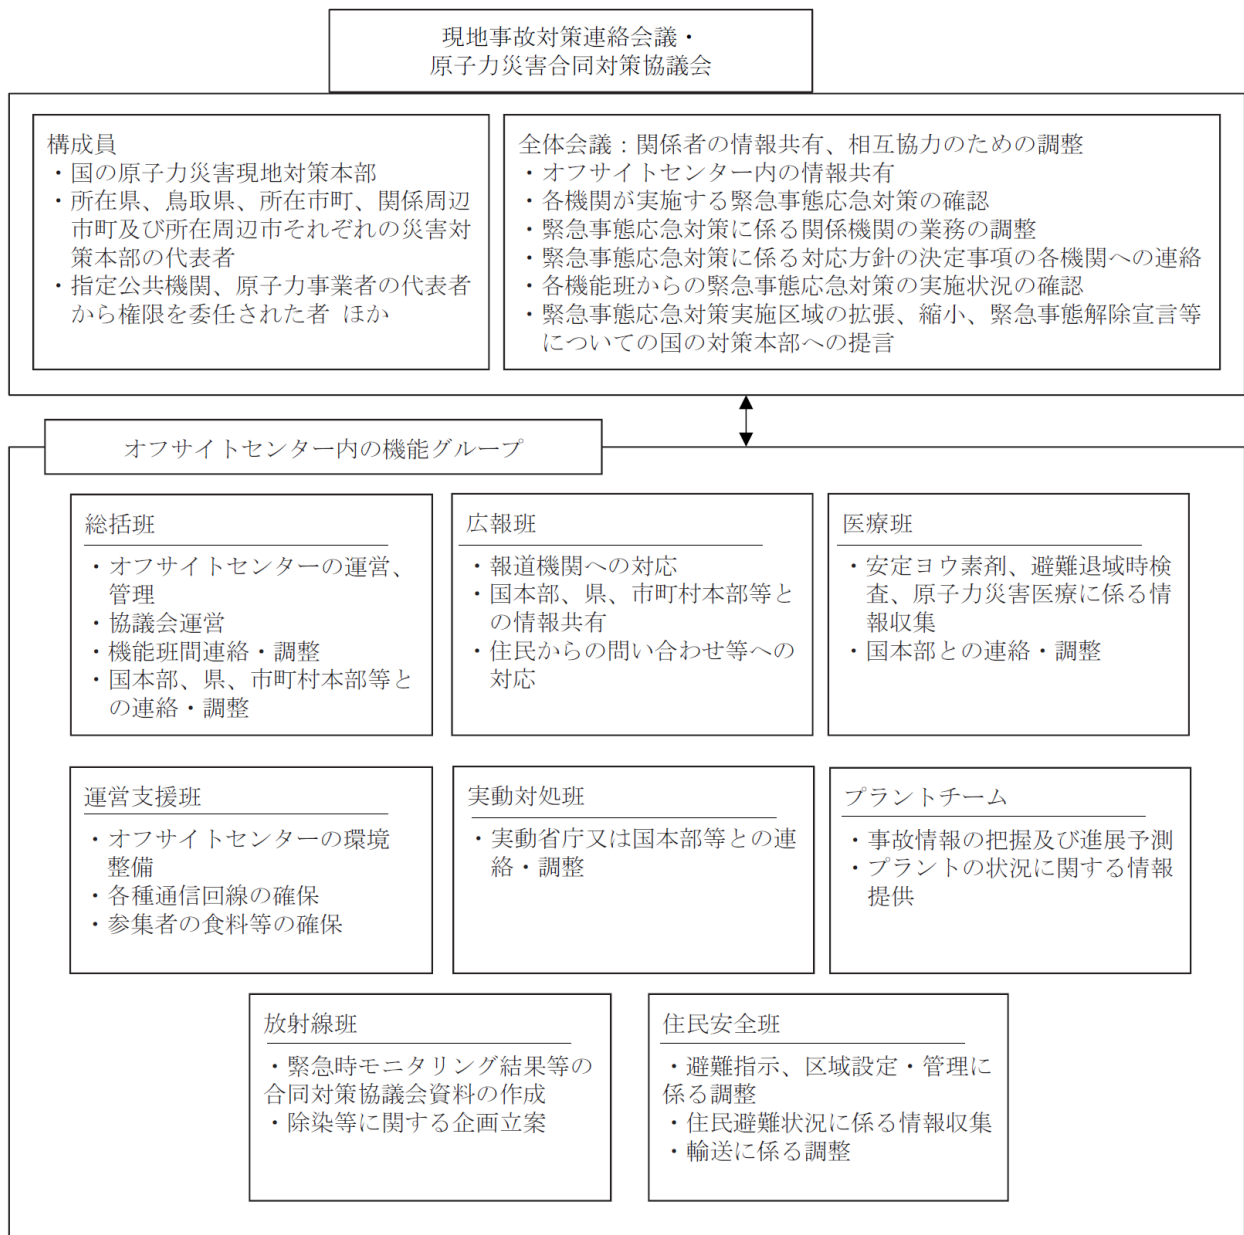 現地事故対策連絡会議・
原子力災害合同対策協議会
構成員
・国の原子力災害現地対策本部
・所在県、鳥取県、所在市町、関係周辺
市町及び所在周辺市それぞれの災害対
策本部の代表者
・指定公共機関、原子力事業者の代表者
から権限を委任された者 ほか
全体会議：関係者の情報共有、相互協力のための調整
・オフサイトセンター内の情報共有
・各機関が実施する緊急事態応急対策の確認
・緊急事態応急対策に係る関係機関の業務の調整
・緊急事態応急対策に係る対応方針の決定事項の各機関への連絡
・各機能班からの緊急事態応急対策の実施状況の確認
・緊急事態応急対策実施区域の拡張、縮小、緊急事態解除宣言等
についての国の対策本部への提言
オフサイトセンター内の機能グループ
総括班
・オフサイトセンターの運営、
管理
・協議会運営
・機能班間連絡・調整
・国本部、県、市町村本部等と
の連絡・調整
広報班
・報道機関への対応
・国本部、県、市町村本部等と
の情報共有
・住民からの問い合わせ等への
対応
医療班
・安定ヨウ素剤、避難退域時検
査、原子力災害医療に係る情
報収集
・国本部との連絡・調整
運営支援班
・オフサイトセンターの環境
整備
・各種通信回線の確保
・参集者の食料等の確保
実動対処班
・実動省庁又は国本部等との連
絡・調整
プラントチーム
・事故情報の把握及び進展予測
・プラントの状況に関する情報
提供
放射線班
・緊急時モニタリング結果等の
合同対策協議会資料の作成
・除染等に関する企画立案
住民安全班
・避難指示、区域設定・管理に
係る調整
・住民避難状況に係る情報収集
・輸送に係る調整